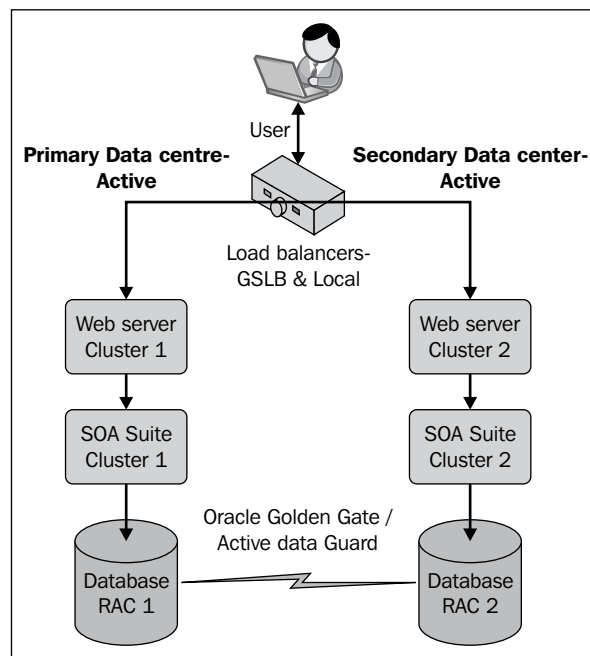 User
Primary Data centre-
Active
Secondary Data center-
Active
Load balancers-
GSLB & Local
Web server
Cluster 1
Web server
Cluster 2
SOA Suite
Cluster 1
SOA Suite
Cluster 2
Oracle Golden Gate /
Active data Guard
Database
RAC 1
Database
RAC 2